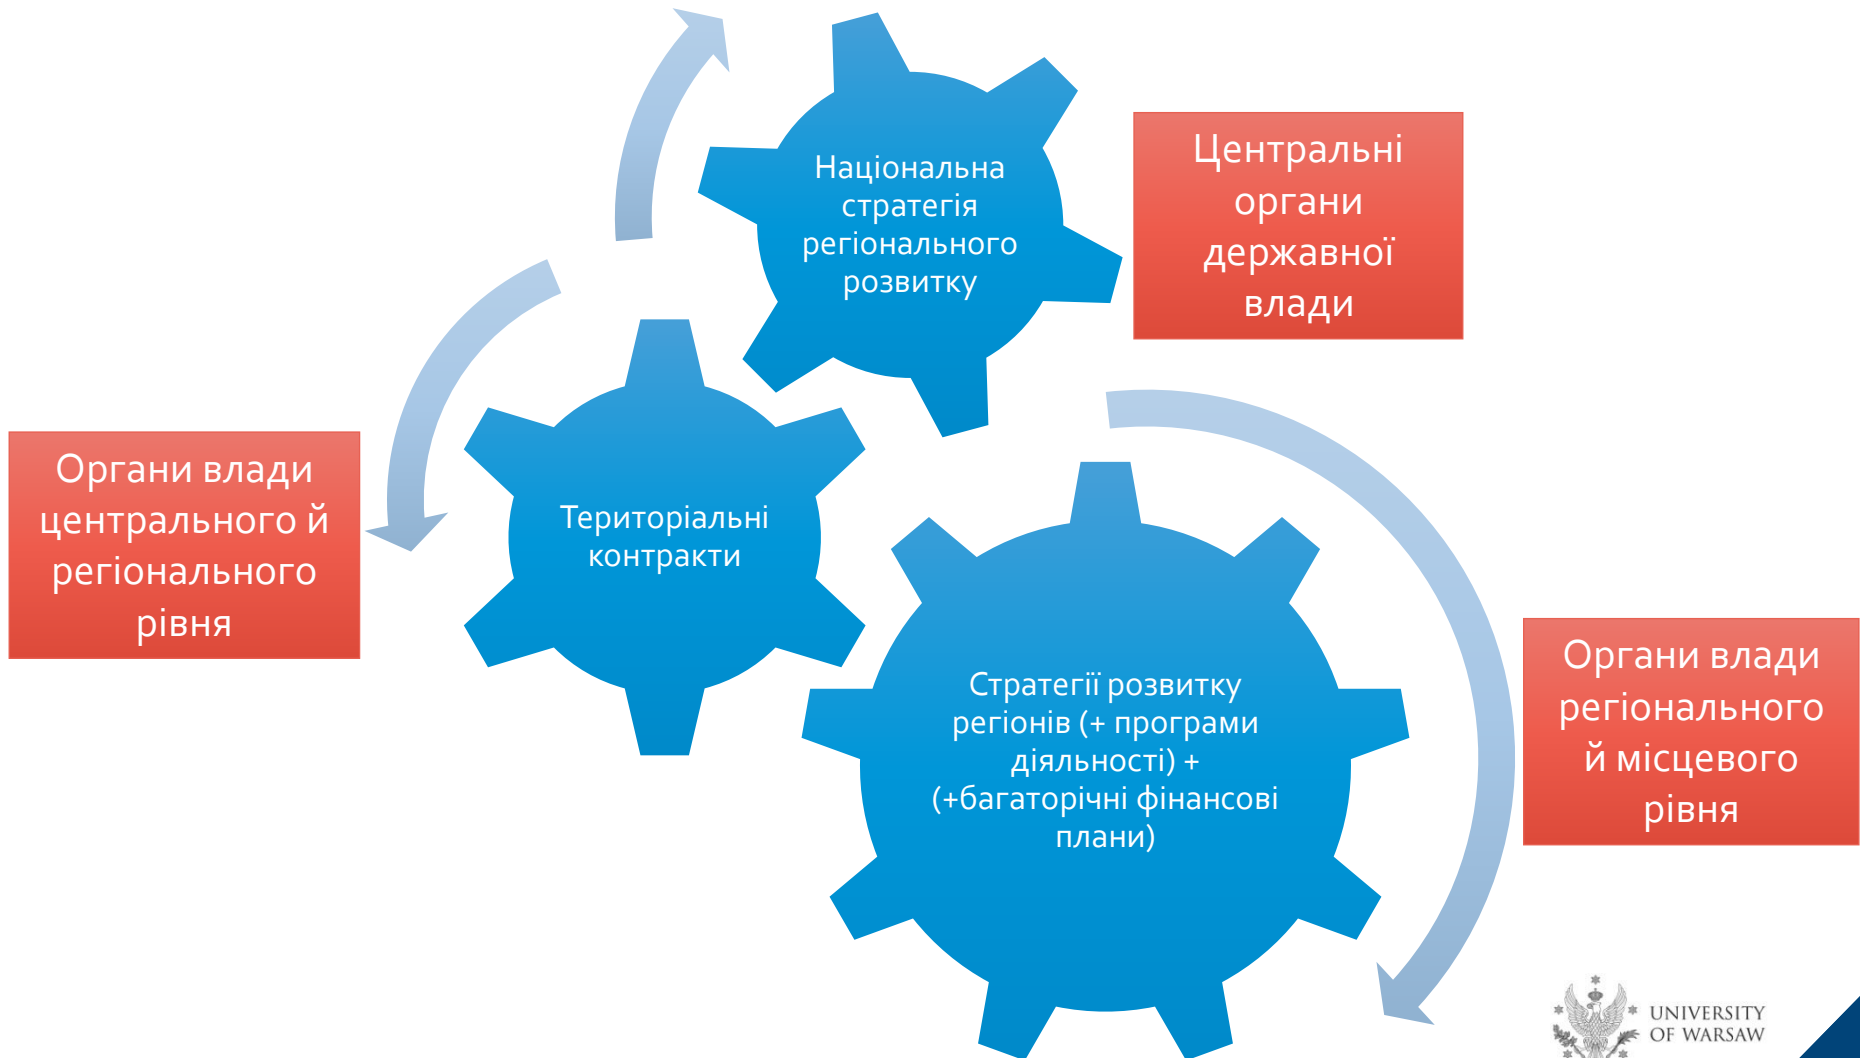 Національна
стратегія
регіонального
розвитку
Центральні
органи
державної
влади
Органи влади
центрального й
регіонального
рівня
Територіальні
контракти
Стратегії розвитку
регіонів (+ програми
діяльності) +
(+багаторічні фінансові
плани)
Органи влади
регіонального
й місцевого
рівня
UNIVERSITY
OF WARSAW